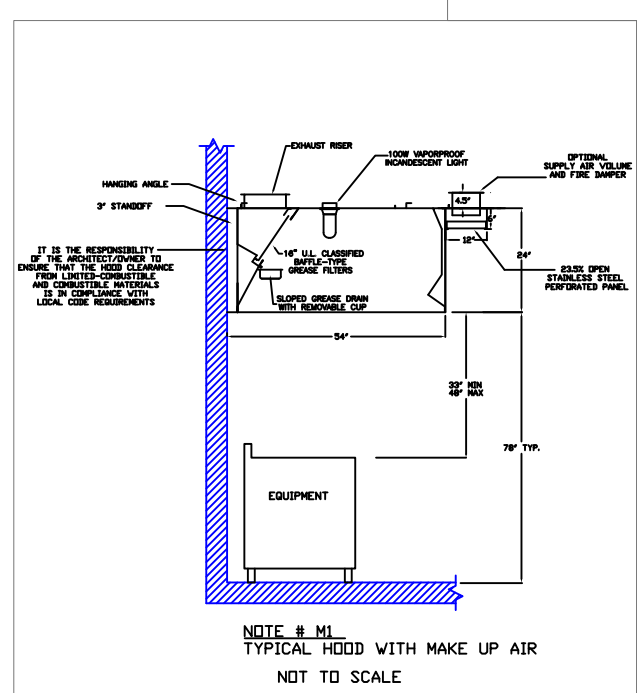 EXHAUST RISER
100W VAPORPROOF
INCANDESCENT LIGHT
OPTIONAL
SUPPLY AIR VOLUME
AND FIRE DAMPER
HANGING ANGLE
3" STANDOFF
4.5"
6"
12"
24"
IT IS THE RESPONSIBILITY
OF THE ARCHITECT/OWNER TO
ENSURE THAT THE HOOD CLEARANCE
FROM LIMITED-COMBUSTIBLE
AND COMBUSTIBLE MATERIALS
IS IN COMPLIANCE WITH
LOCAL CODE REQUIREMENTS
16" U.L. CLASSIFIED
BAFFLE-TYPE
GREASE FILTERS
23.5% OPEN
STAINLESS STEEL
PERFORATED PANEL
SLOPED GREASE DRAIN
WITH REMOVABLE CUP
54"
33" MIN
48" MAX
78" TYP.
EQUIPMENT
NOTE # M1
TYPICAL HOOD WITH MAKE UP AIR
NOT TO SCALE